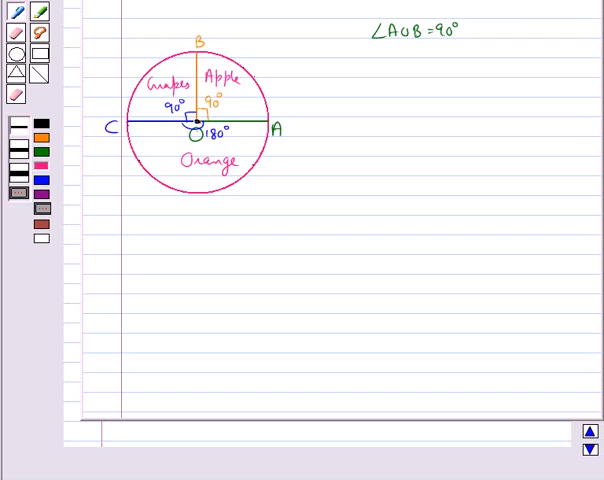 ∠AOB = 90°
B
Grapes Apple
90° 90°
C A
O 180°
Orange